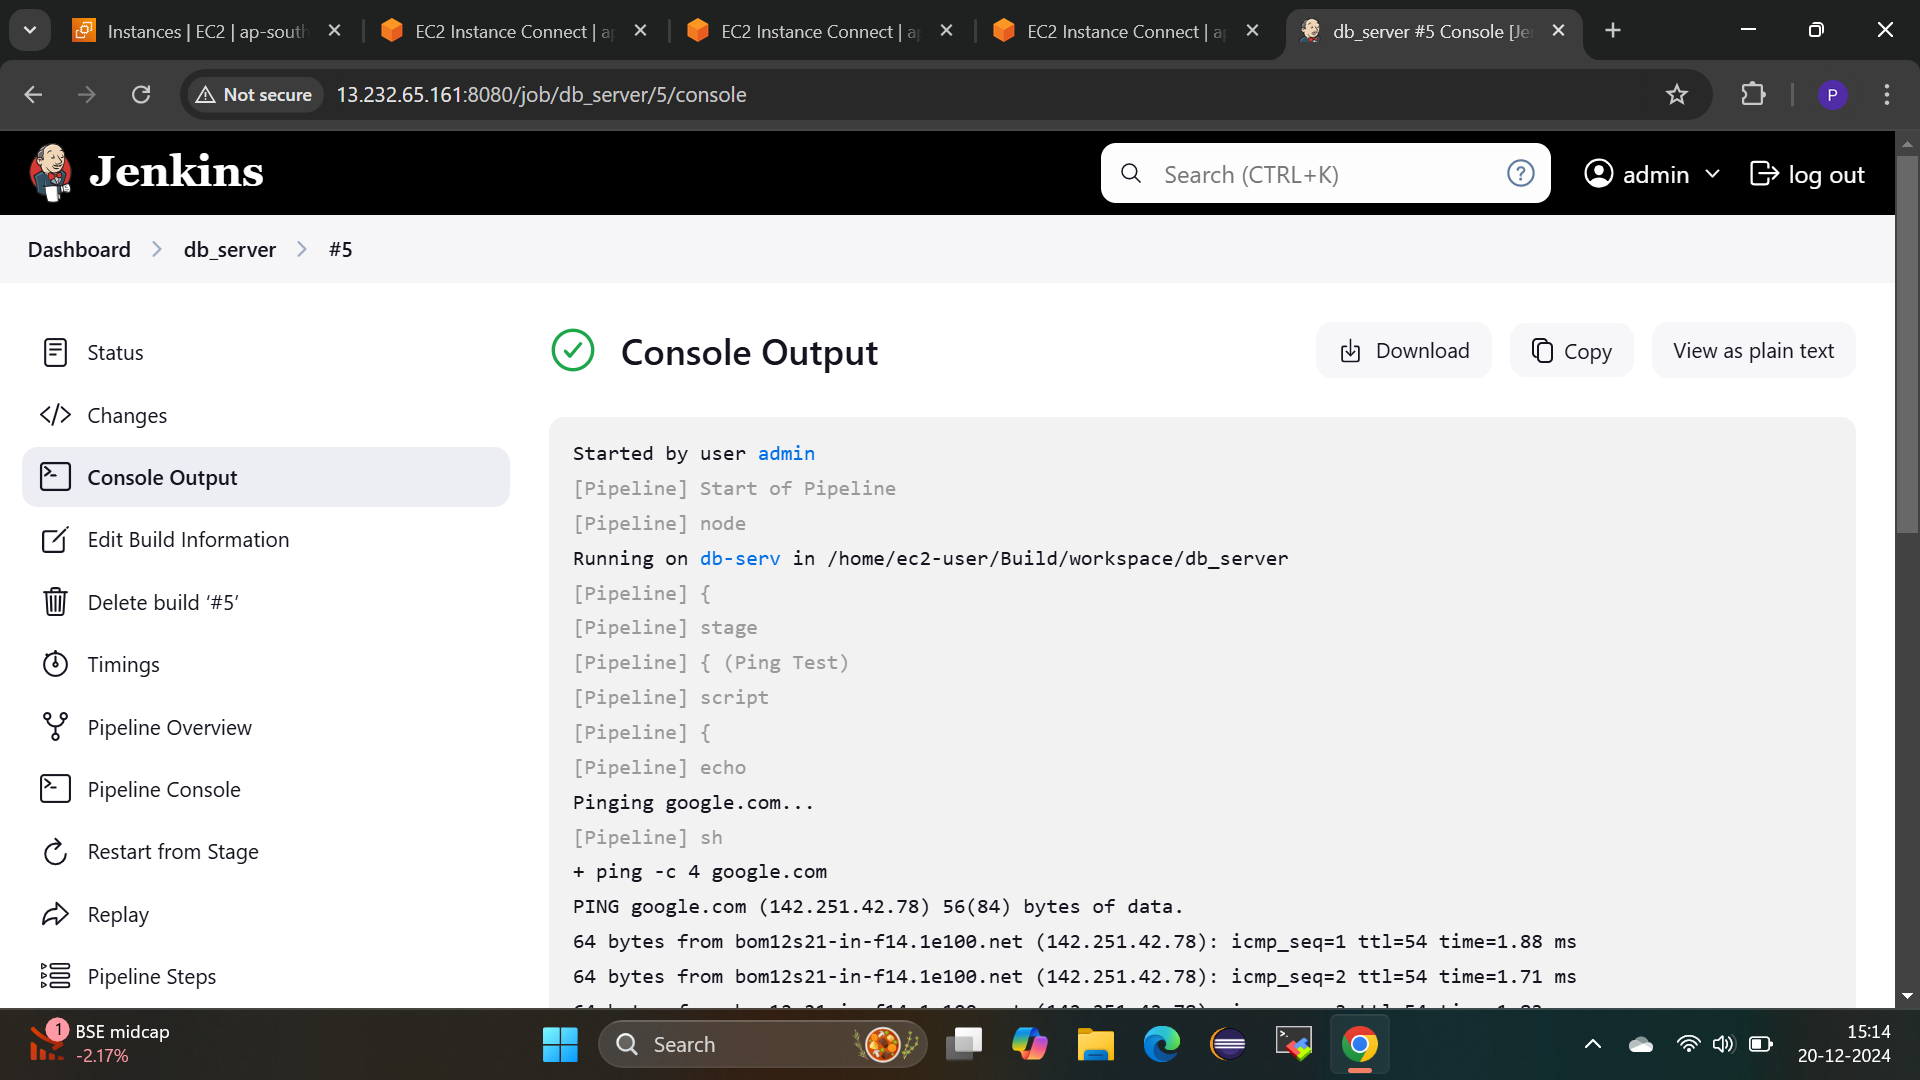 Instances | EC2 | ap-south
EC2 Instance Connect | a
EC2 Instance Connect | a
EC2 Instance Connect | a
db_server #5 Console [Je
Not secure
13.232.65.161:8080/job/db_server/5/console
P
Jenkins
Search (CTRL+K)
?
admin
log out
Dashboard
db_server
#5
Status
Changes
Console Output
Edit Build Information
Delete build ‘#5’
Timings
Pipeline Overview
Pipeline Console
Restart from Stage
Replay
Pipeline Steps
Console Output
Download
Copy
View as plain text
Started by user admin
[Pipeline] Start of Pipeline
[Pipeline] node
Running on db-serv in /home/ec2-user/Build/workspace/db_server
[Pipeline] {
[Pipeline] stage
[Pipeline] { (Ping Test)
[Pipeline] script
[Pipeline] {
[Pipeline] echo
Pinging google.com...
[Pipeline] sh
+ ping -c 4 google.com
PING google.com (142.251.42.78) 56(84) bytes of data.
64 bytes from bom12s21-in-f14.1e100.net (142.251.42.78): icmp_seq=1 ttl=54 time=1.88 ms
64 bytes from bom12s21-in-f14.1e100.net (142.251.42.78): icmp_seq=2 ttl=54 time=1.71 ms
1
BSE midcap
-2.17%
Search
15:14
20-12-2024